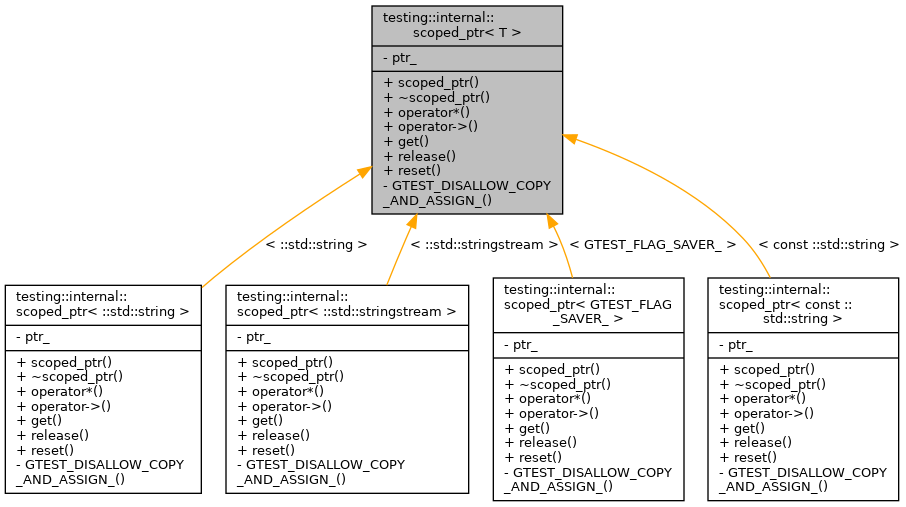 testing::internal::
scoped_ptr< T >
- ptr_
+ scoped_ptr()
+ ~scoped_ptr()
+ operator*()
+ operator->()
+ get()
+ release()
+ reset()
- GTEST_DISALLOW_COPY
_AND_ASSIGN_()
< ::std::string >
< ::std::stringstream >
< GTEST_FLAG_SAVER_ >
< const ::std::string >
testing::internal::
scoped_ptr< ::std::string >
- ptr_
+ scoped_ptr()
+ ~scoped_ptr()
+ operator*()
+ operator->()
+ get()
+ release()
+ reset()
- GTEST_DISALLOW_COPY
_AND_ASSIGN_()
testing::internal::
scoped_ptr< ::std::stringstream >
- ptr_
+ scoped_ptr()
+ ~scoped_ptr()
+ operator*()
+ operator->()
+ get()
+ release()
+ reset()
- GTEST_DISALLOW_COPY
_AND_ASSIGN_()
testing::internal::
scoped_ptr< GTEST_FLAG
_SAVER_ >
- ptr_
+ scoped_ptr()
+ ~scoped_ptr()
+ operator*()
+ operator->()
+ get()
+ release()
+ reset()
- GTEST_DISALLOW_COPY
_AND_ASSIGN_()
testing::internal::
scoped_ptr< const ::
std::string >
- ptr_
+ scoped_ptr()
+ ~scoped_ptr()
+ operator*()
+ operator->()
+ get()
+ release()
+ reset()
- GTEST_DISALLOW_COPY
_AND_ASSIGN_()